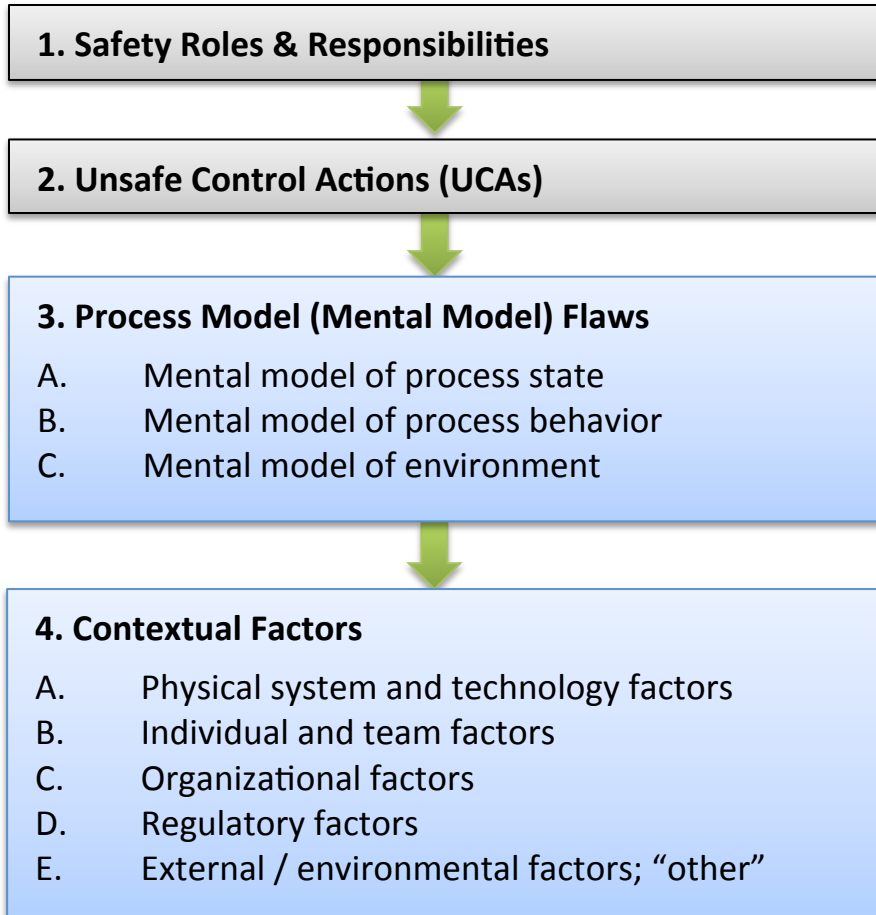 1. Safety Roles & Responsibilities
2. Unsafe Control Actions (UCAs)
3. Process Model (Mental Model) Flaws
A. Mental model of process state
B. Mental model of process behavior
C. Mental model of environment
4. Contextual Factors
A. Physical system and technology factors
B. Individual and team factors
C. Organizational factors
D. Regulatory factors
E. External / environmental factors; “other”